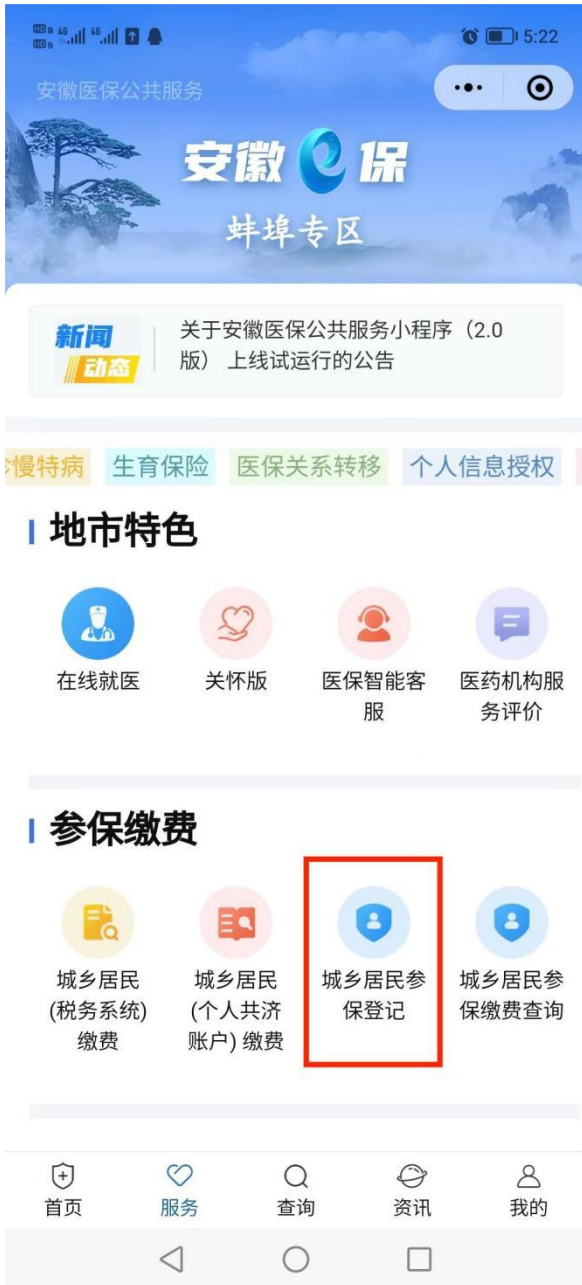 5:22
安徽医保公共服务
安徽e保
蚌埠专区
新闻
动态
关于安徽医保公共服务小程序（2.0
版） 上线试运行的公告
慢特病 生育保险 医保关系转移 个人信息授权
地市特色
在线就医 关怀版 医保智能客 医药机构服
服 务评价
参保缴费
城乡居民 城乡居民 城乡居民参 城乡居民参
(税务系统) (个人共济 保登记 保缴费查询
缴费 账户) 缴费
首页 服务 查询 资讯 我的